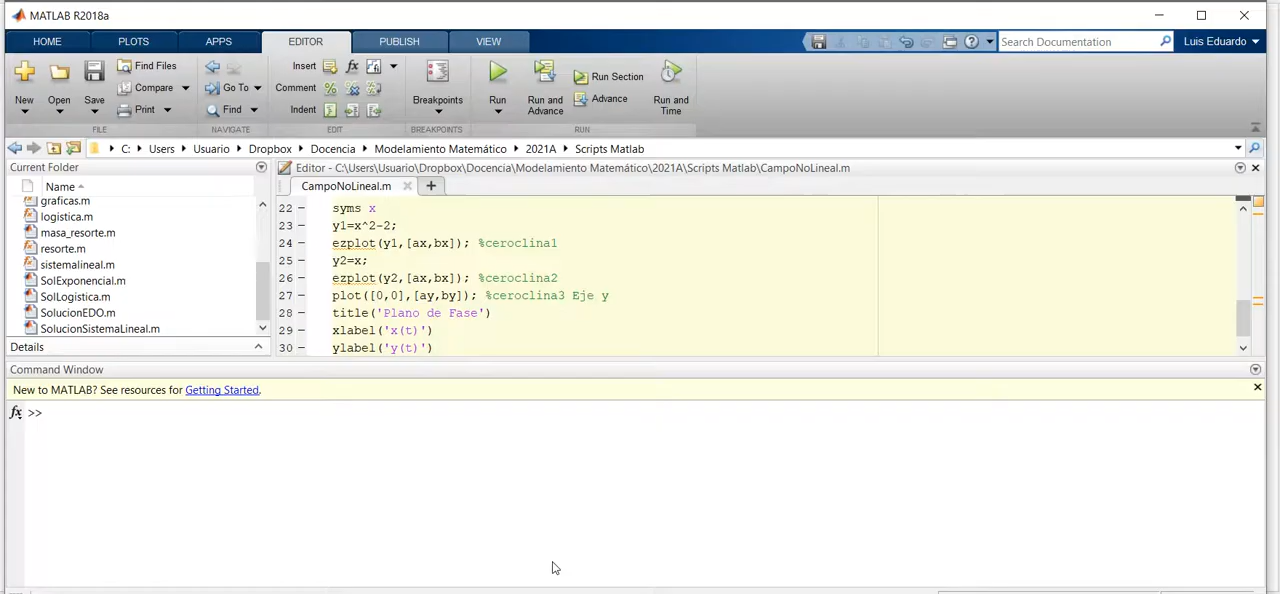 MATLAB R2018a
HOME PLOTS APPS EDITOR PUBLISH VIEW Search Documentation Luis Eduardo
New Open Save Find Files Compare Print Go To Find Insert Comment Indent Breakpoints Run Run and Advance Run Section Advance Run and Time
FILE NAVIGATE EDIT BREAKPOINTS RUN
C: Users Usuario Dropbox Docencia Modelamiento Matemático 2021A Scripts Matlab
Current Folder
Name
graficas.m
logistica.m
masa_resorte.m
resorte.m
sistemalineal.m
SolExponencial.m
SolLogistica.m
SolucionEDO.m
SolucionSistemaLineal.m
Details
Editor - C:\Users\Usuario\Dropbox\Docencia\Modelamiento Matemático\2021A\Scripts Matlab\CampoNoLineal.m
CampoNoLineal.m
22 syms x
23 y1=x^2-2;
24 ezplot(y1,[ax,bx]); %ceroclina1
25 y2=x;
26 ezplot(y2,[ax,bx]); %ceroclina2
27 plot([0,0],[ay,by]); %ceroclina3 Eje y
28 title('Plano de Fase')
29 xlabel('x(t)')
30 ylabel('y(t)')
Command Window
New to MATLAB? See resources for Getting Started.
fx >>